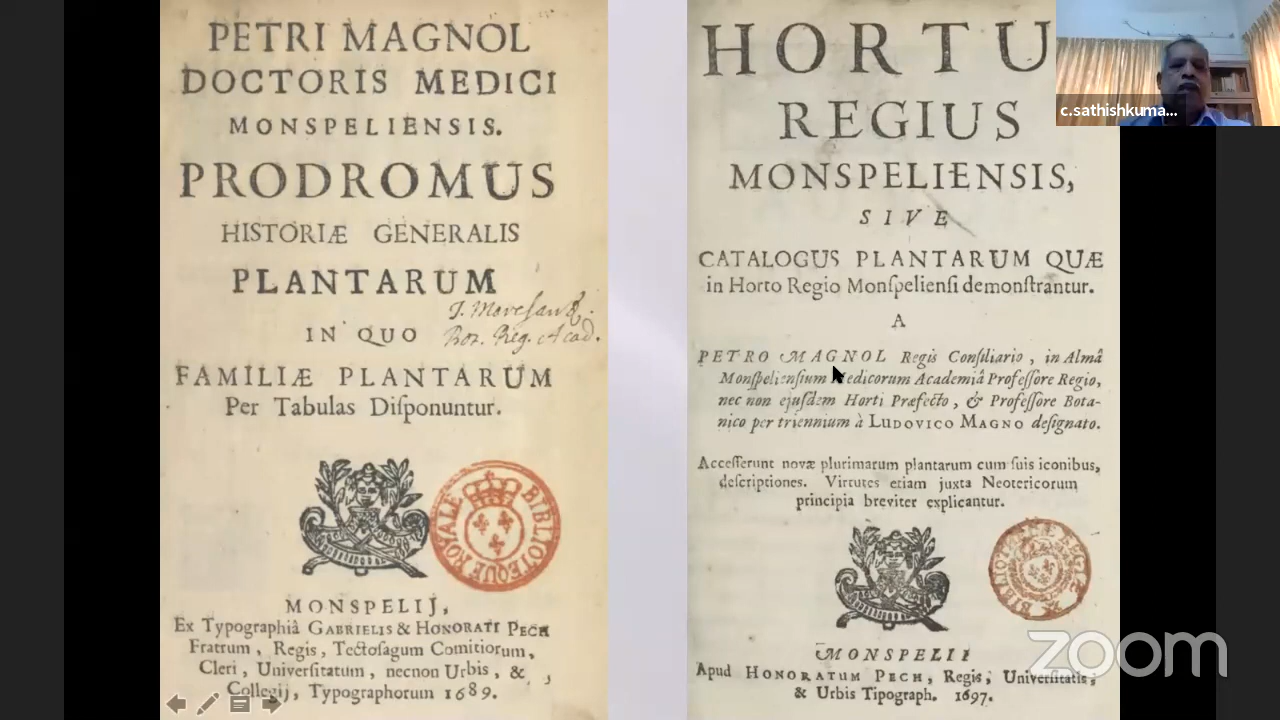 PETRI MAGNOL
DOCTORIS MEDICI
MONSPELIENSIS.
PRODROMUS
HISTORIÆ GENERALIS
PLANTARUM
IN QUO
Bot. Reg. Acad.
FAMILIÆ PLANTARUM
Per Tabulas Diſponuntur.
BIBLIOTEQUE ROYALE
MONSPELIJ,
Ex Typographiâ GABRIELIS & HONORATI PECH
Fratrum, Regis, Tectoſagum Comitiorum,
Cleri, Univerſitatum, necnon Urbis, &
Collegij, Typographorum 1689.
HORTU
REGIUS
MONSPELIENSIS,
SIVE
CATALOGUS PLANTARUM QUÆ
in Horto Regio Monſpelienſi demonſtrantur.
A
PETRO MAGNOL Regis Conſiliario, in Almâ
Monſpelienſium Medicorum Academiâ Profeſſore Regio,
nec non ejuſdem Horti Præfecto, & Profeſſore Bota-
nico per triennium à LUDOVICO MAGNO deſignato.
Acceſſerunt novæ plurimarum plantarum cum ſuis iconibus,
deſcriptiones. Virtutes etiam juxta Neotericorum
principia breviter explicantur.
MONSPELII
Apud HONORATUM PECH, Regis, Univerſitatis,
& Urbis Tipograph. 1697.
c.sathishkuma...
zoom